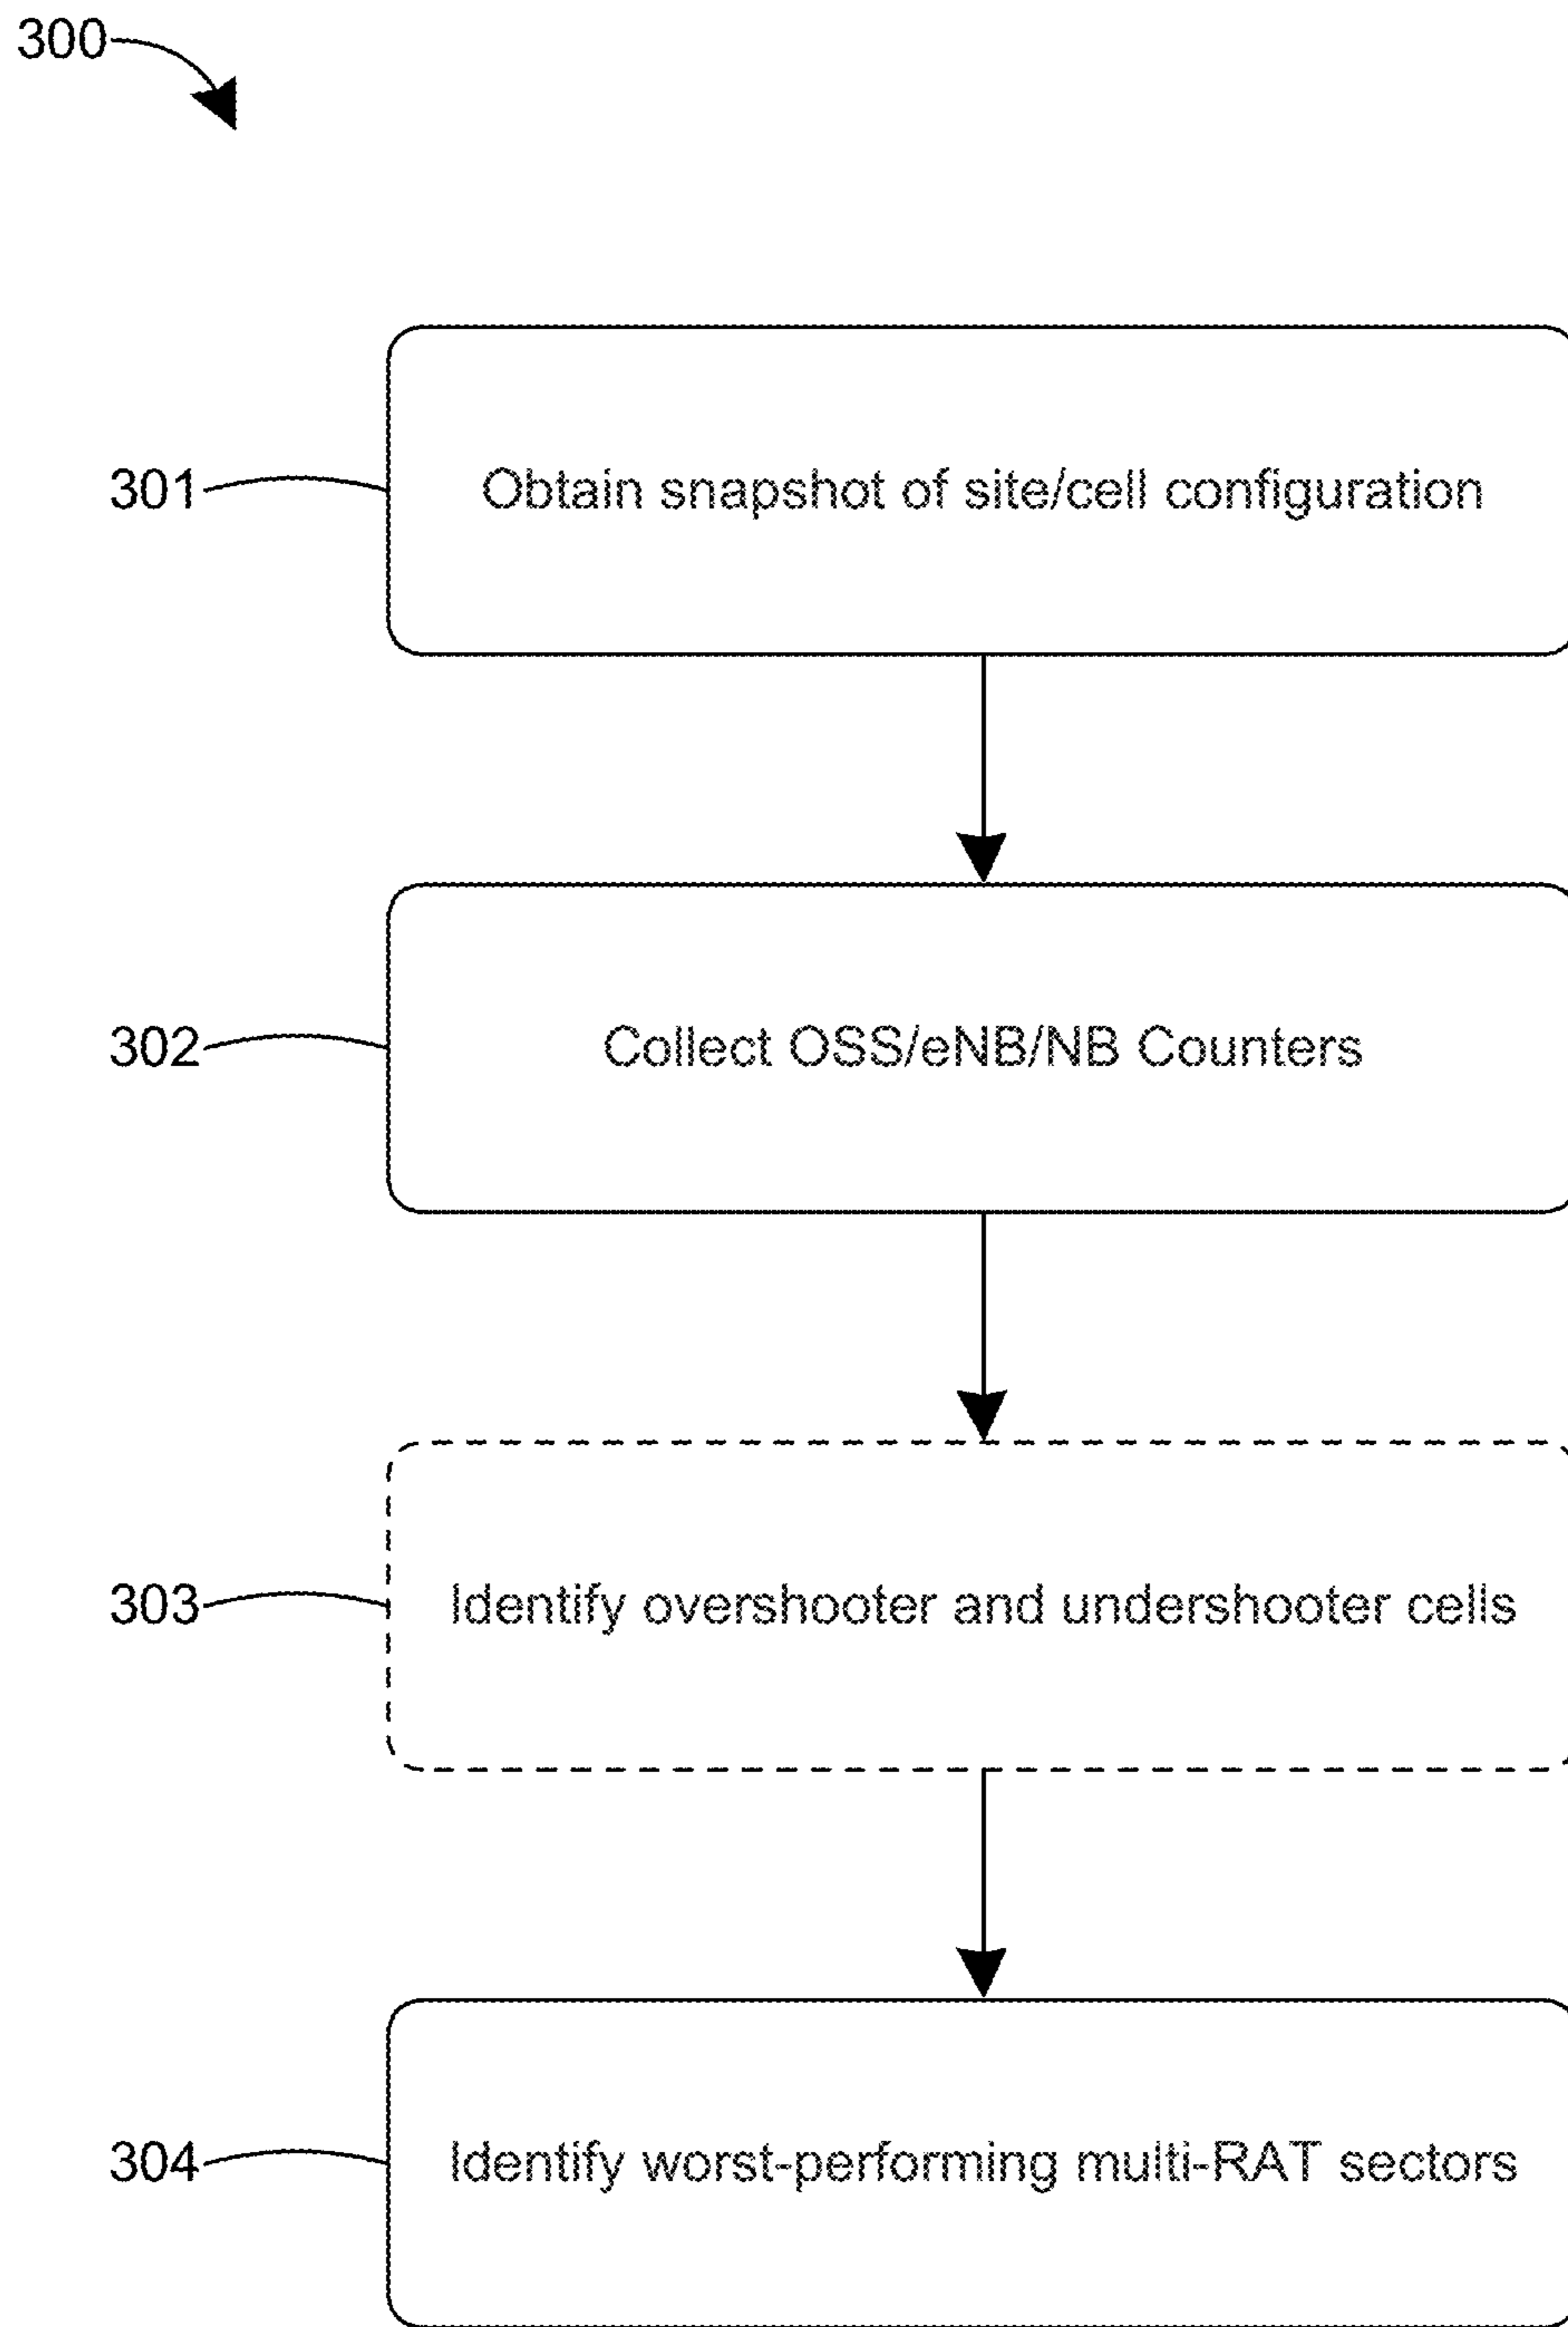 300
301 Obtain snapshot of site/cell configuration
302 Collect OSS/eNB/NB Counters
303 Identify overshooter and undershooter cells
304 Identify worst-performing multi-RAT sectors